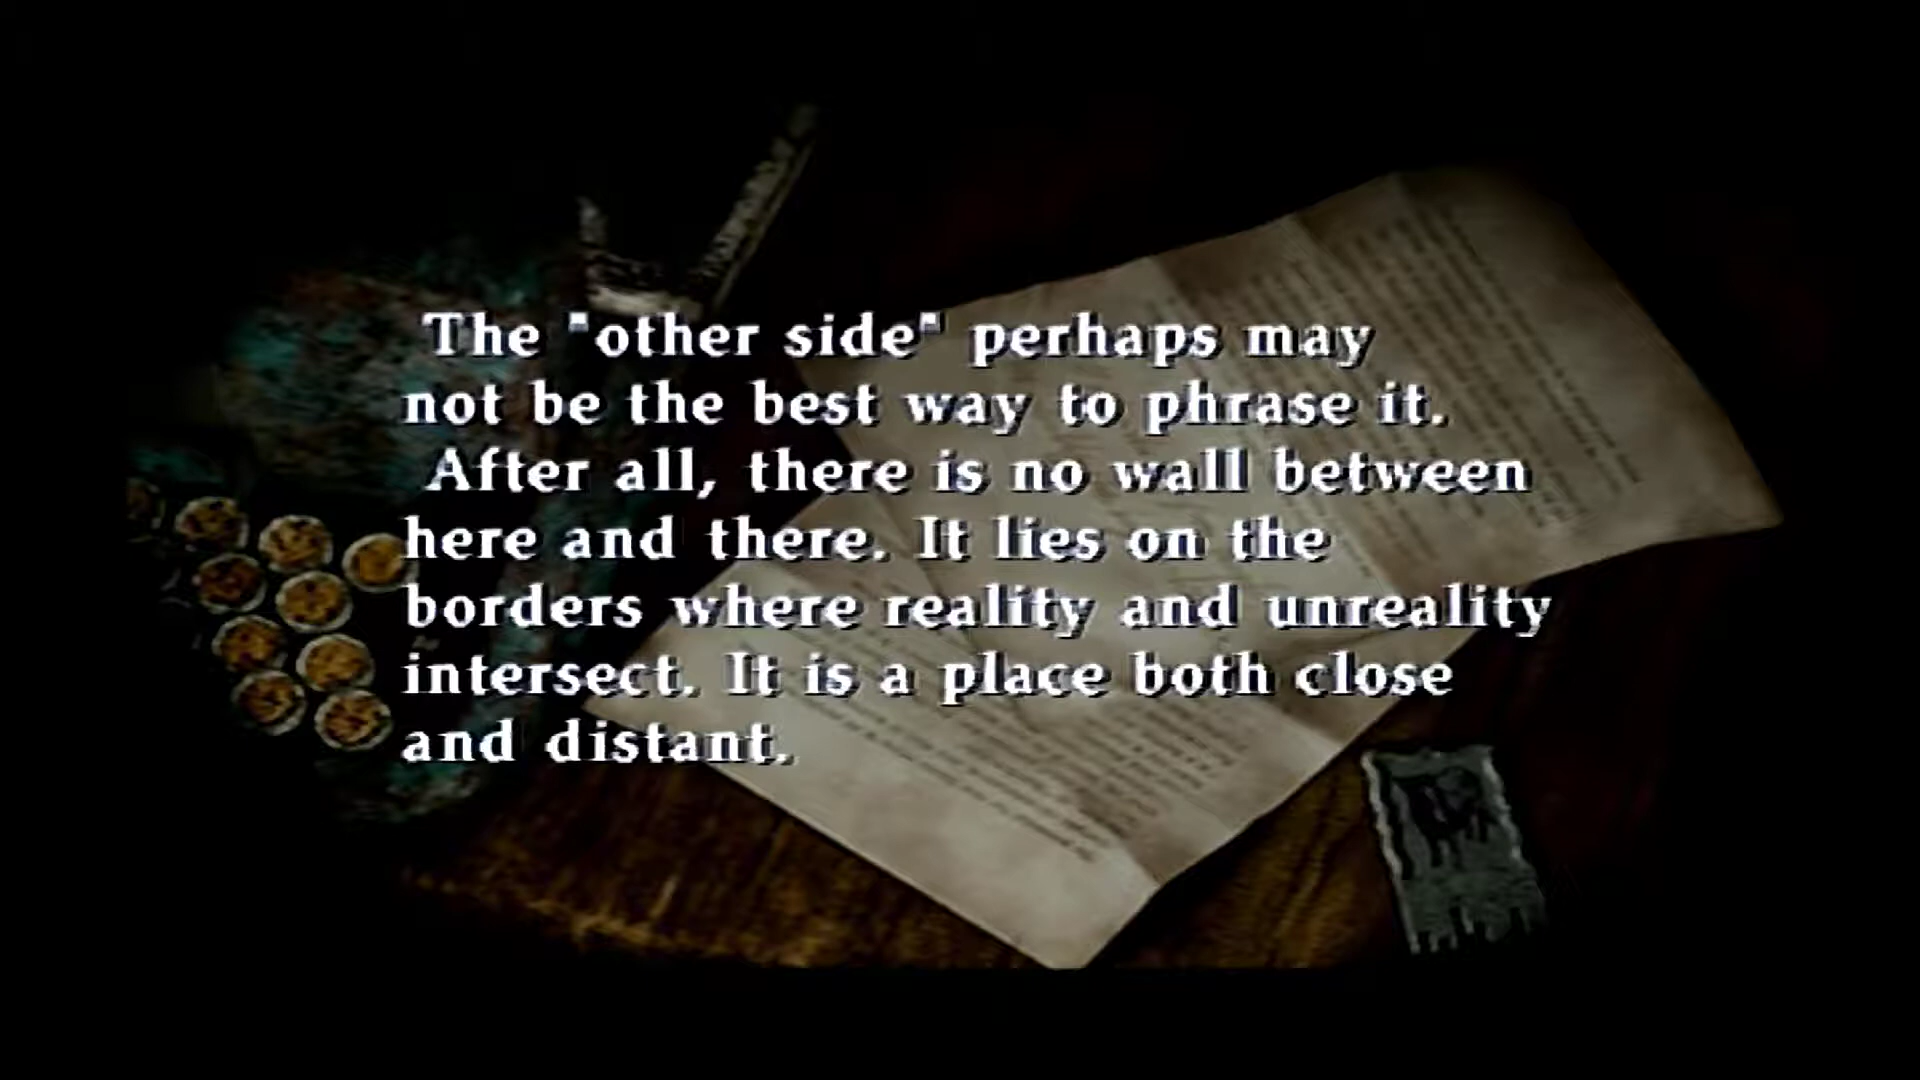 The "other side" perhaps may
not be the best way to phrase it.
After all, there is no wall between
here and there. It lies on the
borders where reality and unreality
intersect. It is a place both close
and distant.